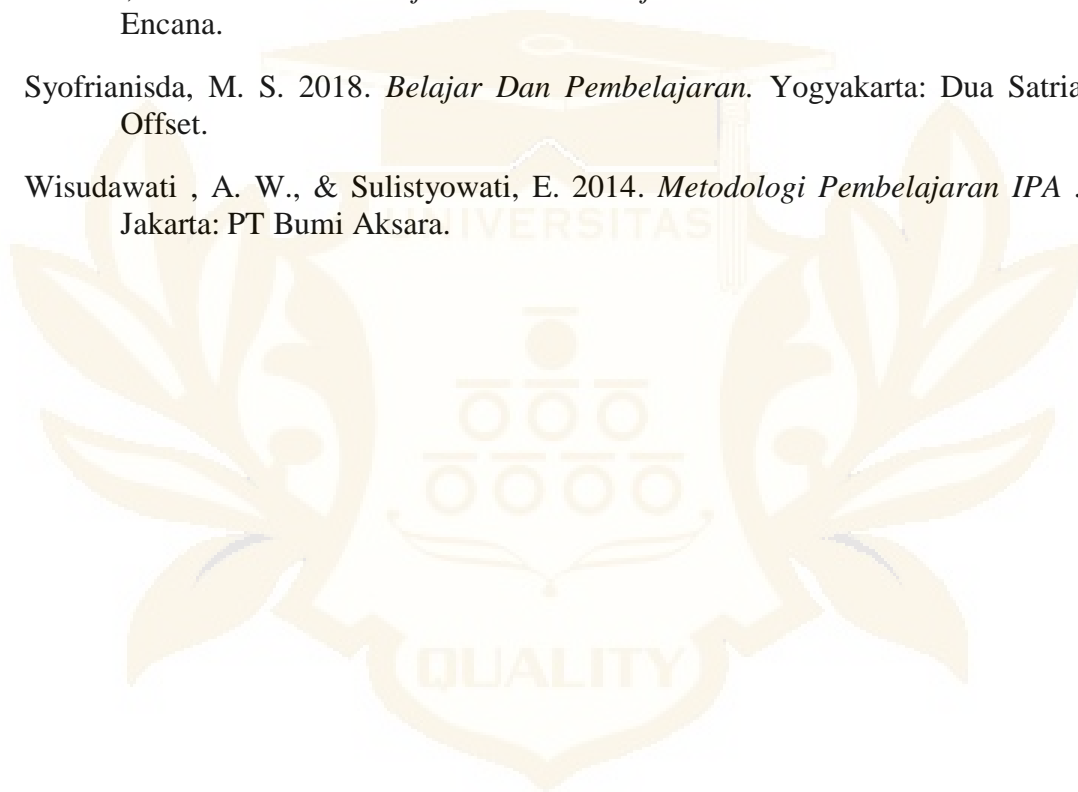 Encana.
Syofrianisda, M. S. 2018. Belajar Dan Pembelajaran. Yogyakarta: Dua Satria
Offset.
Wisudawati , A. W., & Sulistyowati, E. 2014. Metodologi Pembelajaran IPA .
Jakarta: PT Bumi Aksara.
UNIVERSITAS
QUALITY